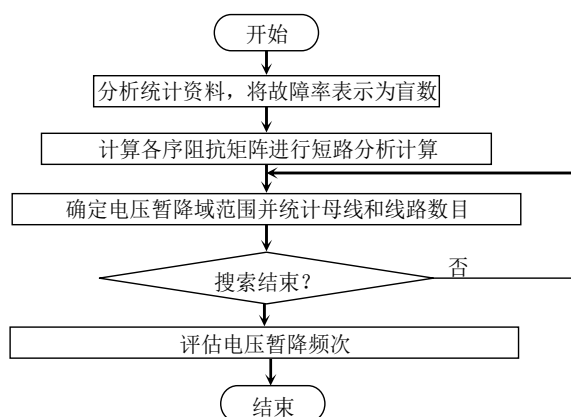 开始
分析统计资料，将故障率表示为盲数
计算各序阻抗矩阵进行短路分析计算
确定电压暂降域范围并统计母线和线路数目
搜索结束？
否
评估电压暂降频次
结束